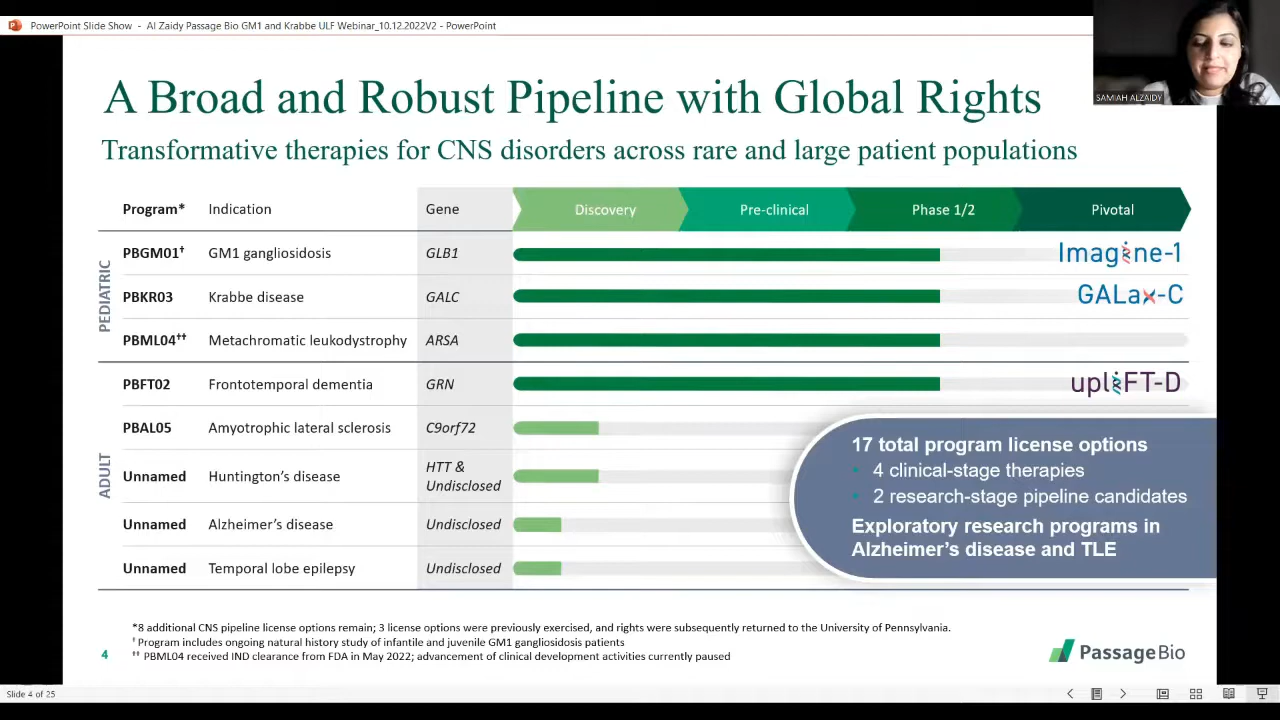 PowerPoint Slide Show - Al Zaidy Passage Bio GM1 and Krabbe ULF Webinar_10.12.2022V2 - PowerPoint
SAMIAH ALZAIDY
A Broad and Robust Pipeline with Global Rights
Transformative therapies for CNS disorders across rare and large patient populations
Program* Indication Gene Discovery Pre-clinical Phase 1/2 Pivotal
PEDIATRIC
PBGM01† GM1 gangliosidosis GLB1 Imagine-1
PBKR03 Krabbe disease GALC GALax-C
PBML04†† Metachromatic leukodystrophy ARSA
ADULT
PBFT02 Frontotemporal dementia GRN upliFT-D
PBAL05 Amyotrophic lateral sclerosis C9orf72
Unnamed Huntington's disease HTT &
Undisclosed
Unnamed Alzheimer's disease Undisclosed
Unnamed Temporal lobe epilepsy Undisclosed
17 total program license options
• 4 clinical-stage therapies
• 2 research-stage pipeline candidates
Exploratory research programs in
Alzheimer's disease and TLE
*8 additional CNS pipeline license options remain; 3 license options were previously exercised, and rights were subsequently returned to the University of Pennsylvania.
† Program includes ongoing natural history study of infantile and juvenile GM1 gangliosidosis patients
†† PBML04 received IND clearance from FDA in May 2022; advancement of clinical development activities currently paused
4
PassageBio
Slide 4 of 25